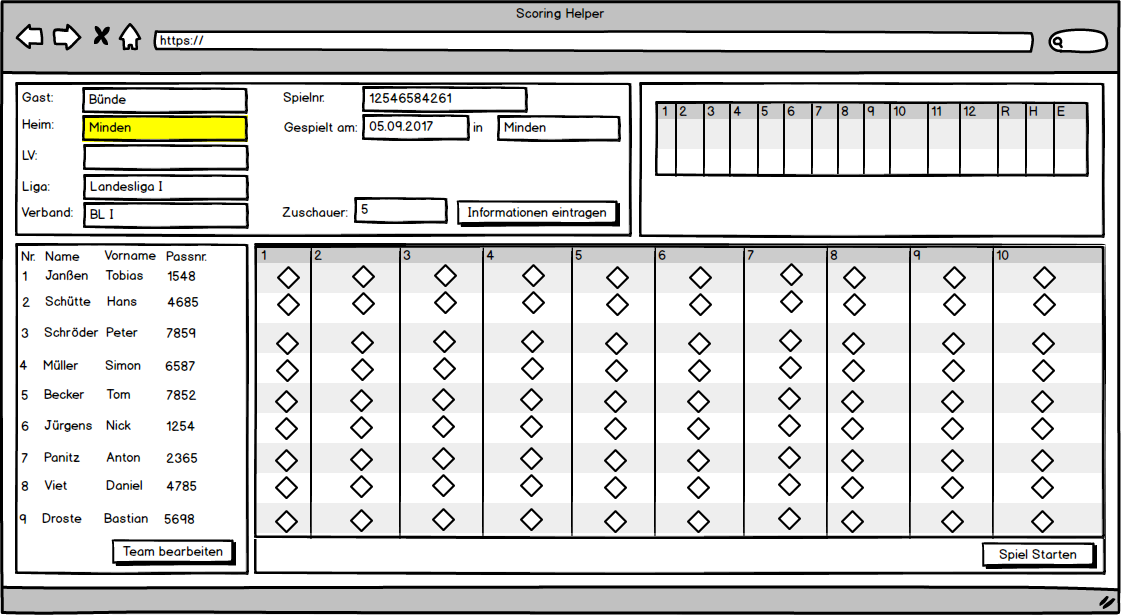 Scoring Helper
https://
Gast: Bünde
Heim: Minden
LV:
Liga: Landesliga I
Verband: BL I
Spielnr. 12546584261
Gespielt am: 05.09.2017 in Minden
Zuschauer: 5 Informationen eintragen
1 2 3 4 5 6 7 8 9 10 11 12 R H E
Nr. Name Vorname Passnr.
1 Janßen Tobias 1548
2 Schütte Hans 4685
3 Schröder Peter 7859
4 Müller Simon 6587
5 Becker Tom 7852
6 Jürgens Nick 1254
7 Panitz Anton 2365
8 Viet Daniel 4785
9 Droste Bastian 5698
Team bearbeiten
1 2 3 4 5 6 7 8 9 10
Spiel Starten